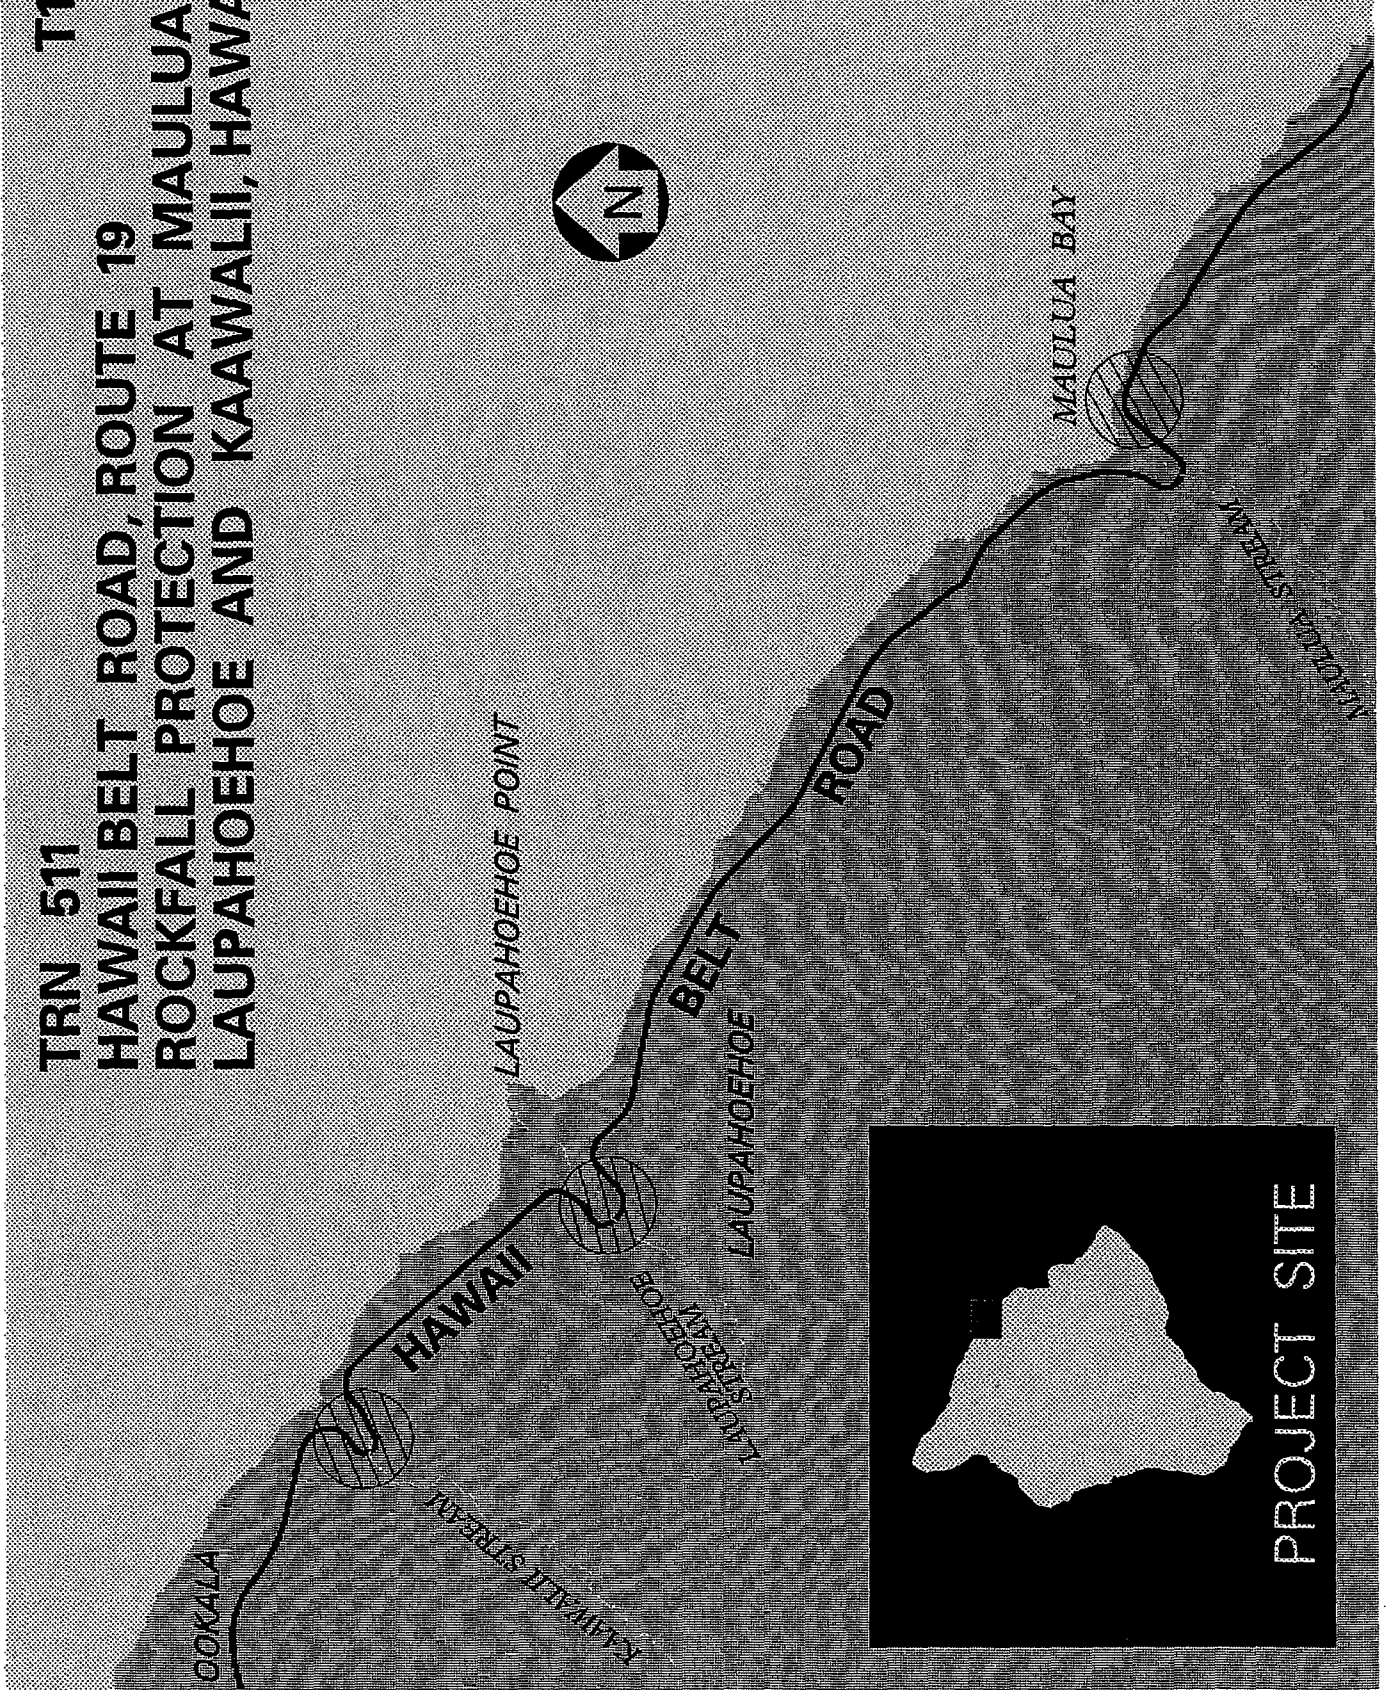 TRN 511
HAWAII BELT ROAD, ROUTE 19
ROCKFALL PROTECTION AT MAULUA
LAUPAHOEHOE AND KAAWALII,
N
OOKALA
KAAWALII STREAM
HAWAII
LAUPAHOEHOE POINT
LAUPAHOEHOE
STREAM
LAUPAHOEHOE
BELT
ROAD
MAULUA BAY
MAULUA STREAM
PROJECT SITE